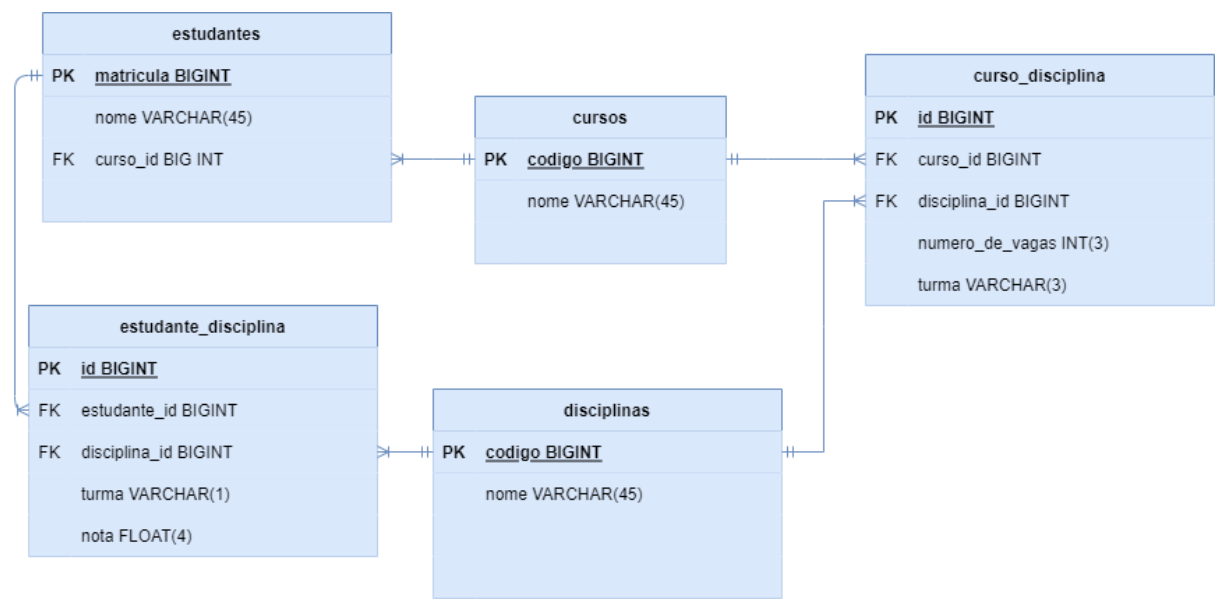 estudantes
PK matricula BIGINT
nome VARCHAR(45)
FK curso_id BIG INT
cursos
PK codigo BIGINT
nome VARCHAR(45)
curso_disciplina
PK id BIGINT
FK curso_id BIGINT
FK disciplina_id BIGINT
numero_de_vagas INT(3)
turma VARCHAR(3)
estudante_disciplina
PK id BIGINT
FK estudante_id BIGINT
FK disciplina_id BIGINT
turma VARCHAR(1)
nota FLOAT(4)
disciplinas
PK codigo BIGINT
nome VARCHAR(45)